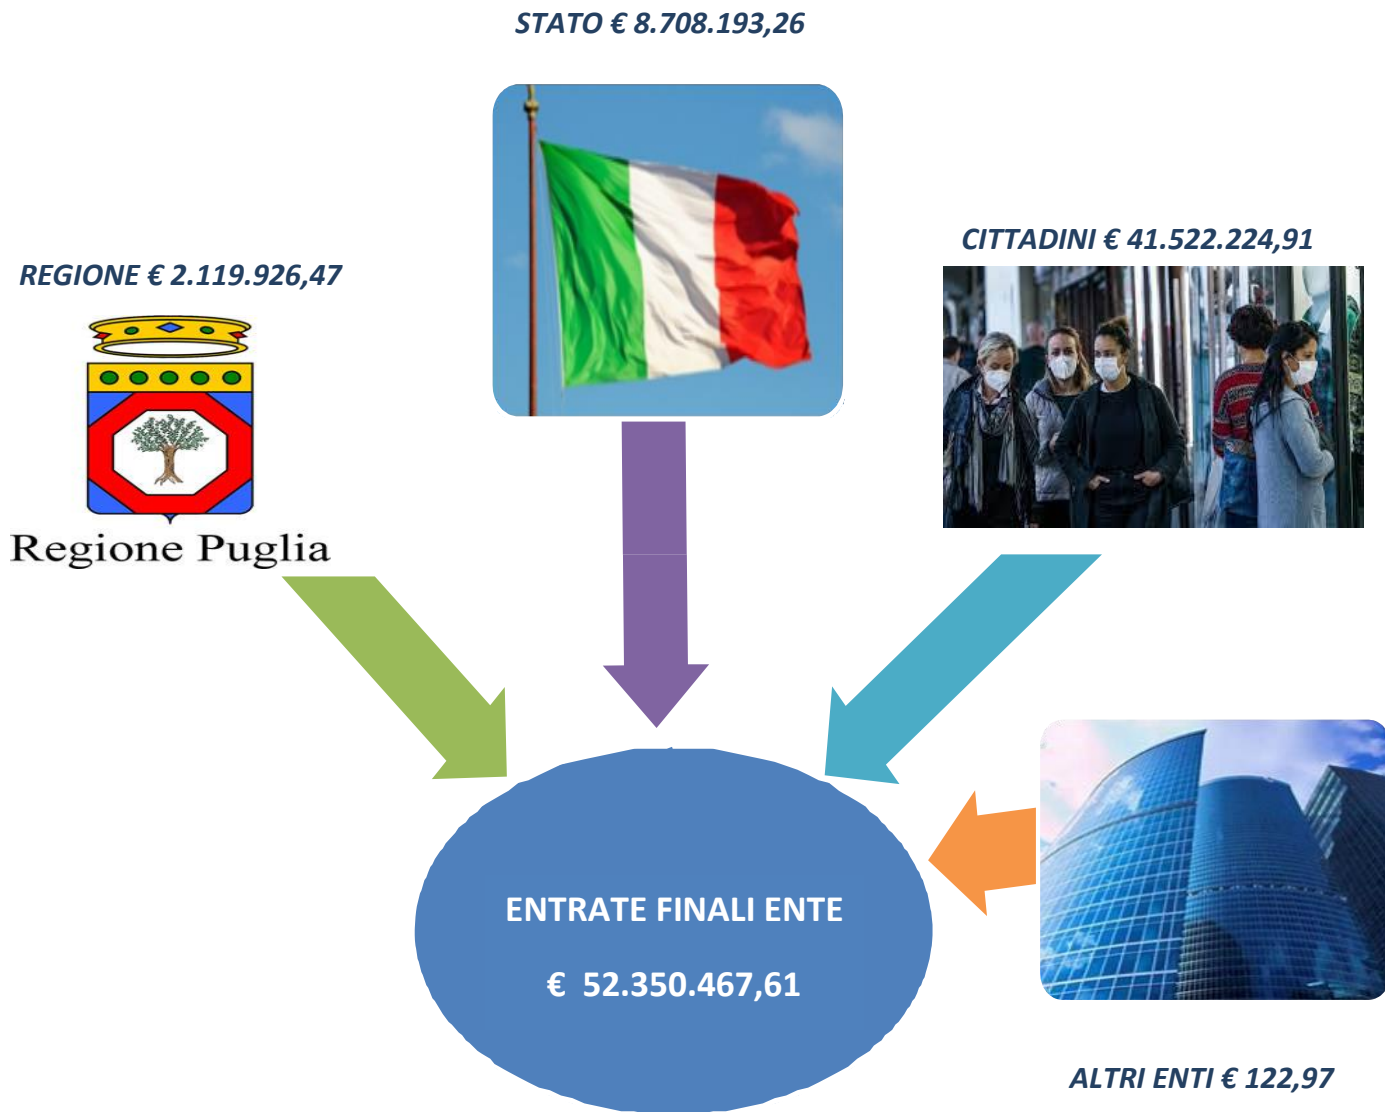 STATO € 8.708.193,26
CITTADINI € 41.522.224,91
REGIONE € 2.119.926,47
Regione Puglia
ENTRATE FINALI ENTE
€ 52.350.467,61
ALTRI ENTI € 122,97